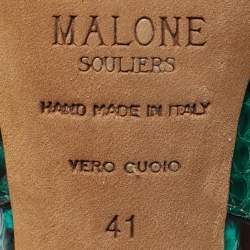 MALONE
SOULIERS
HAND MADE IN ITALY
VERO CUOIO
41